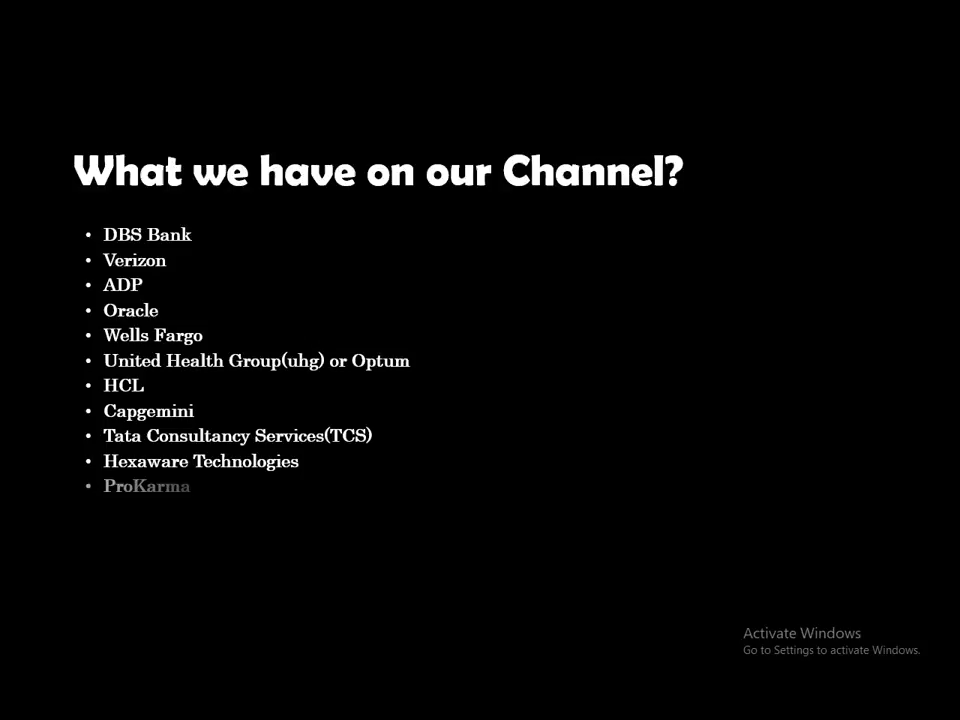 What we have on our Channel?
• DBS Bank
• Verizon
• ADP
• Oracle
• Wells Fargo
• United Health Group(uhg) or Optum
• HCL
• Capgemini
• Tata Consultancy Services(TCS)
• Hexaware Technologies
• ProKarma
Activate Windows
Go to Settings to activate Windows.